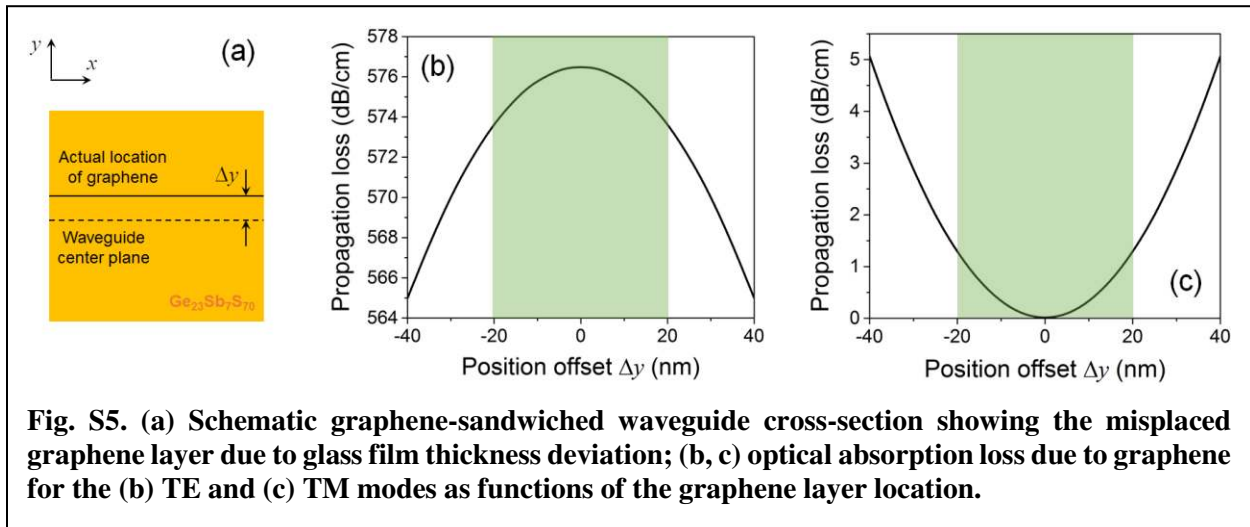 y
x
(a)
Actual location
of graphene
Δy
Waveguide
center plane
Ge₂₃Sb₇S₇₀
(b)
Propagation loss (dB/cm)
578
576
574
572
570
568
566
564
-40 -20 0 20 40
Position offset Δy (nm)
(c)
Propagation loss (dB/cm)
5
4
3
2
1
0
-40 -20 0 20 40
Position offset Δy (nm)
Fig. S5. (a) Schematic graphene-sandwiched waveguide cross-section showing the misplaced
graphene layer due to glass film thickness deviation; (b, c) optical absorption loss due to graphene
for the (b) TE and (c) TM modes as functions of the graphene layer location.